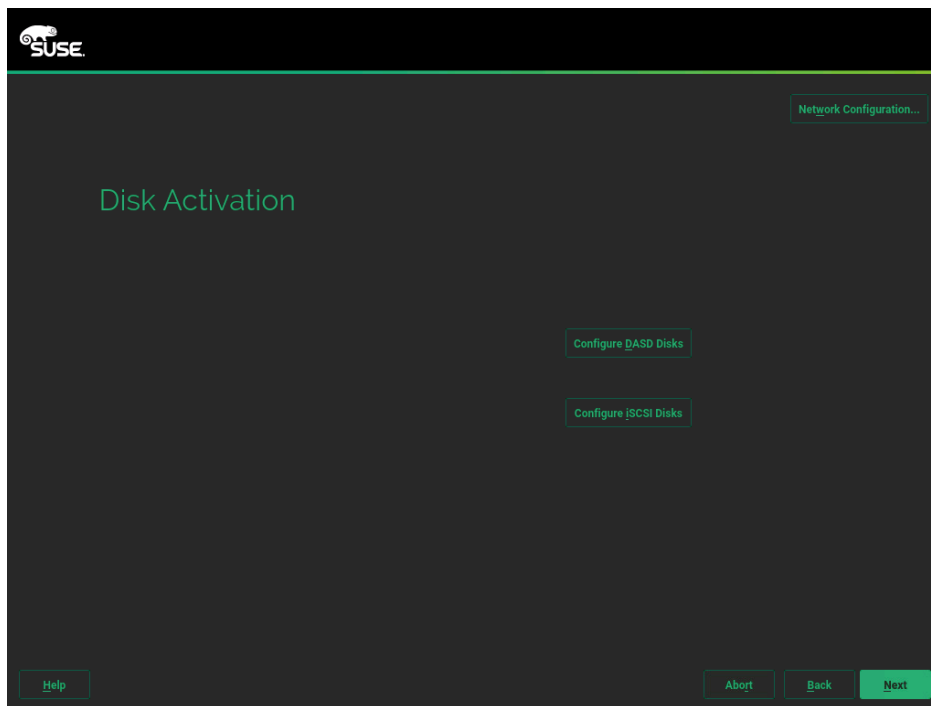 SUSE.
Network Configuration...
Disk Activation
Configure DASD Disks
Configure iSCSI Disks
Help
Abort
Back
Next